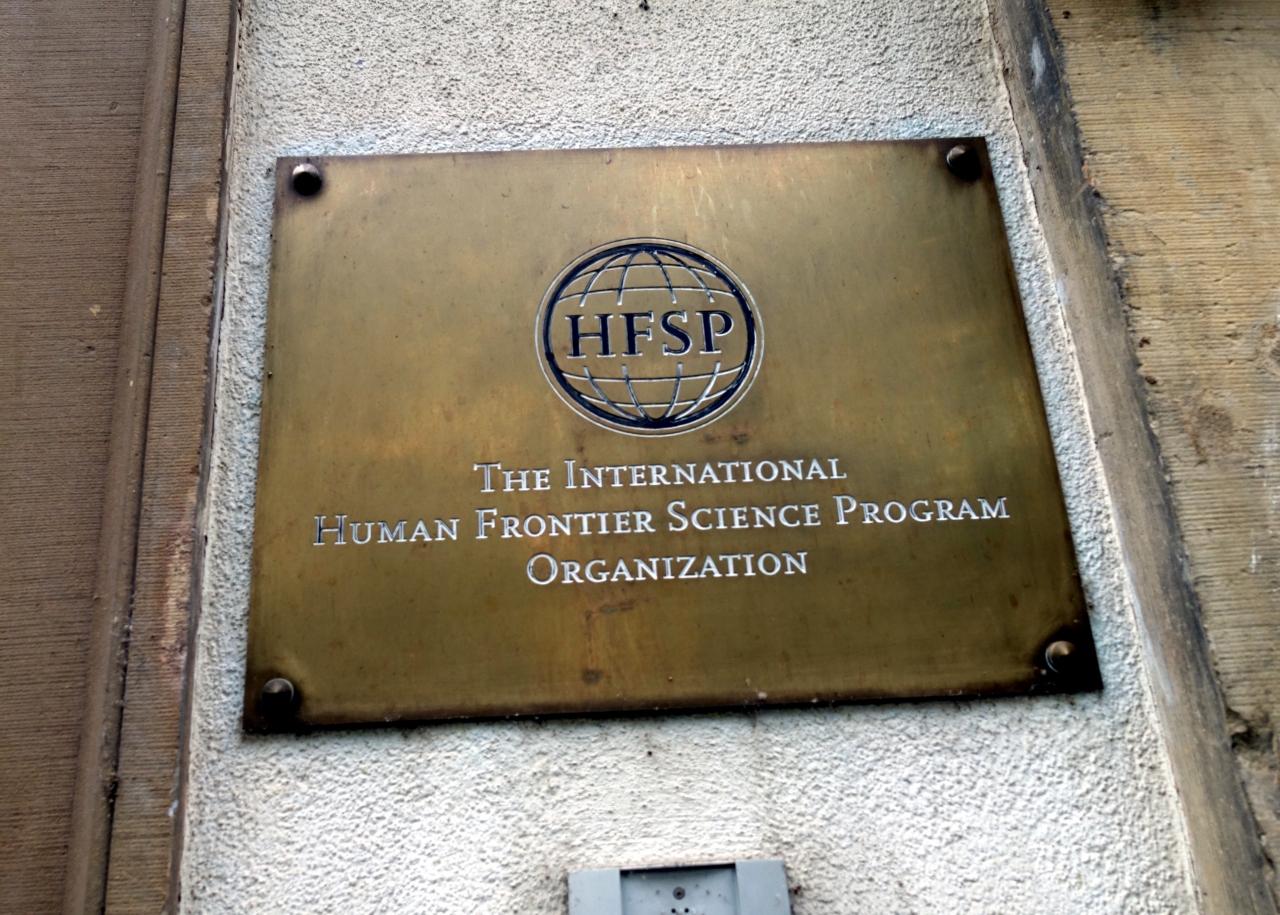 HFSP
The International
Human Frontier Science Program
Organization